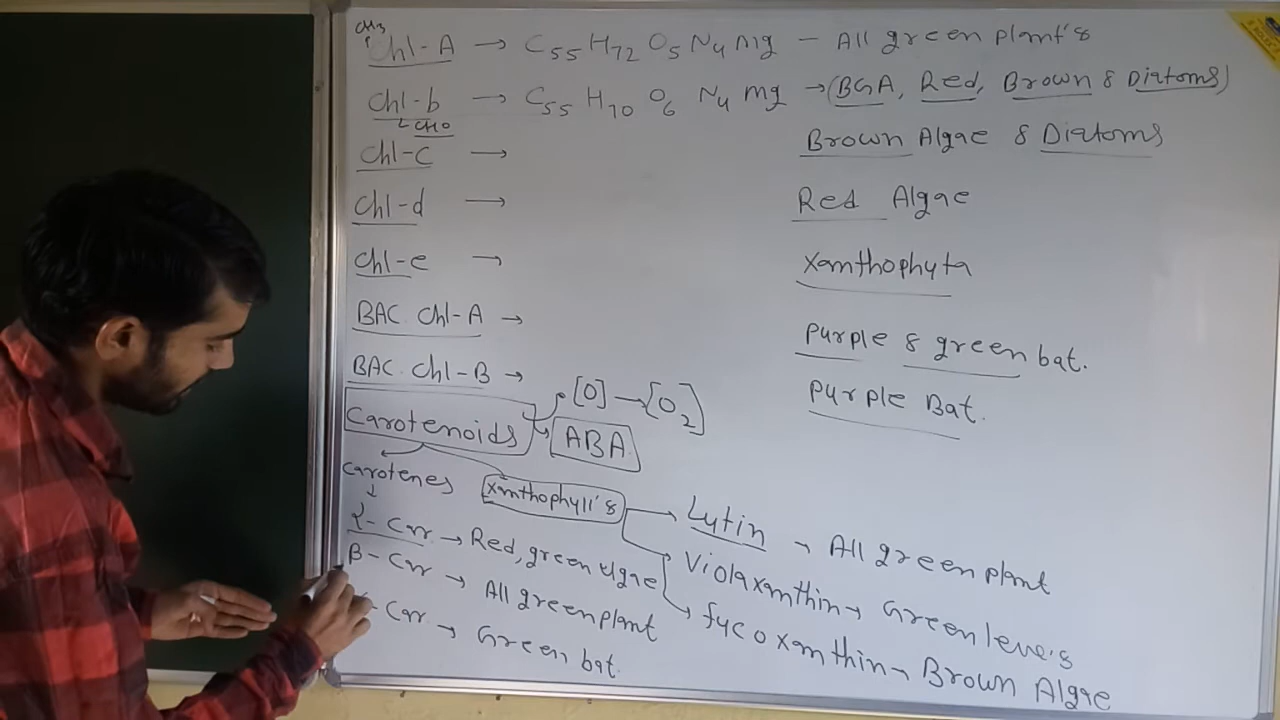 CH3
Chl-A → C55 H72 O5 N4 Mg - All green plant's
Chl-b → C55 H70 O6 N4 Mg → (BGA, Red, Brown & Diatoms)
CHO
Chl-C → Brown Algae & Diatoms
Chl-d → Red Algae
Chl-e → Xanthophyta
BAC. Chl-A → Purple & green bat.
BAC. Chl-B → Purple Bat.
[O] → [O2]
Carotenoids → ABA
Carotenes Xanthophyll's → Lutin → All green plant
Car → Red, green algae
Violaxanthin → Green leve's
β-Car → All green plant
fucoxanthin → Brown Algae
Car → Green bat.